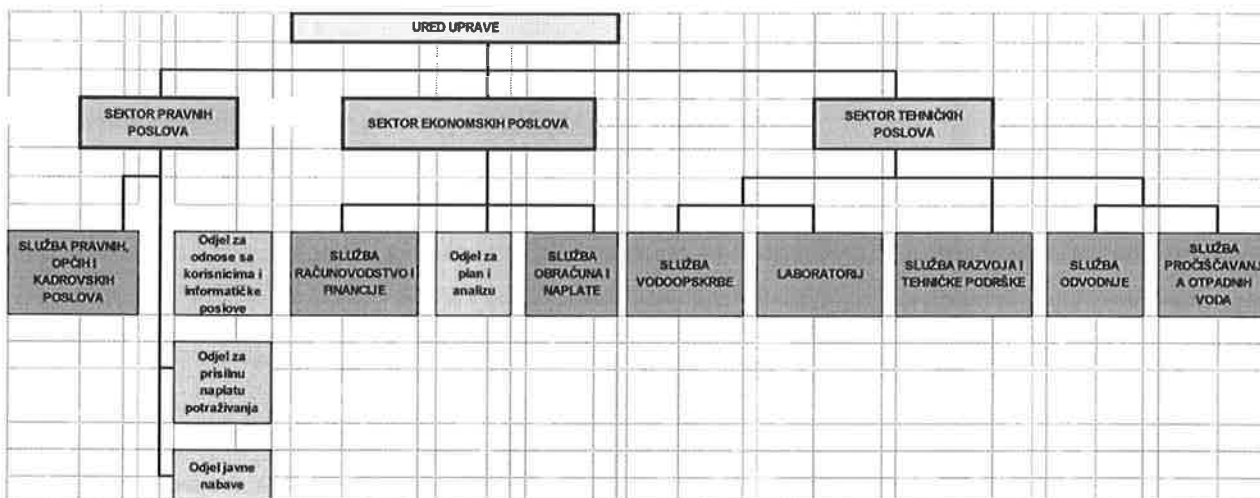 URED UPRAVE
SEKTOR PRAVNIH
POSLOVA
SEKTOR EKONOMSKIH POSLOVA
SEKTOR TEHNIČKIH
POSLOVA
SLUŽBA PRAVNIH,
OPĆIH I
KADROVSKIH
POSLOVA
Odjel za
odnose sa
korisnicima i
informatičke
poslove
SLUŽBA
RAČUNOVODSTVO I
FINANCIJE
Odjel za
plan i
analizu
SLUŽBA
OBRAČUNA I
NAPLATE
SLUŽBA
VODOOPSKRBE
LABORATORIJ
SLUŽBA RAZVOJA I
TEHNIČKE PODRŠKE
SLUŽBA
ODVODNJE
SLUŽBA
PROČIŠĆAVANJ
A OTPADNIH
VODA
Odjel za
prisilnu
naplatu
potraživanja
Odjel javne
nabave